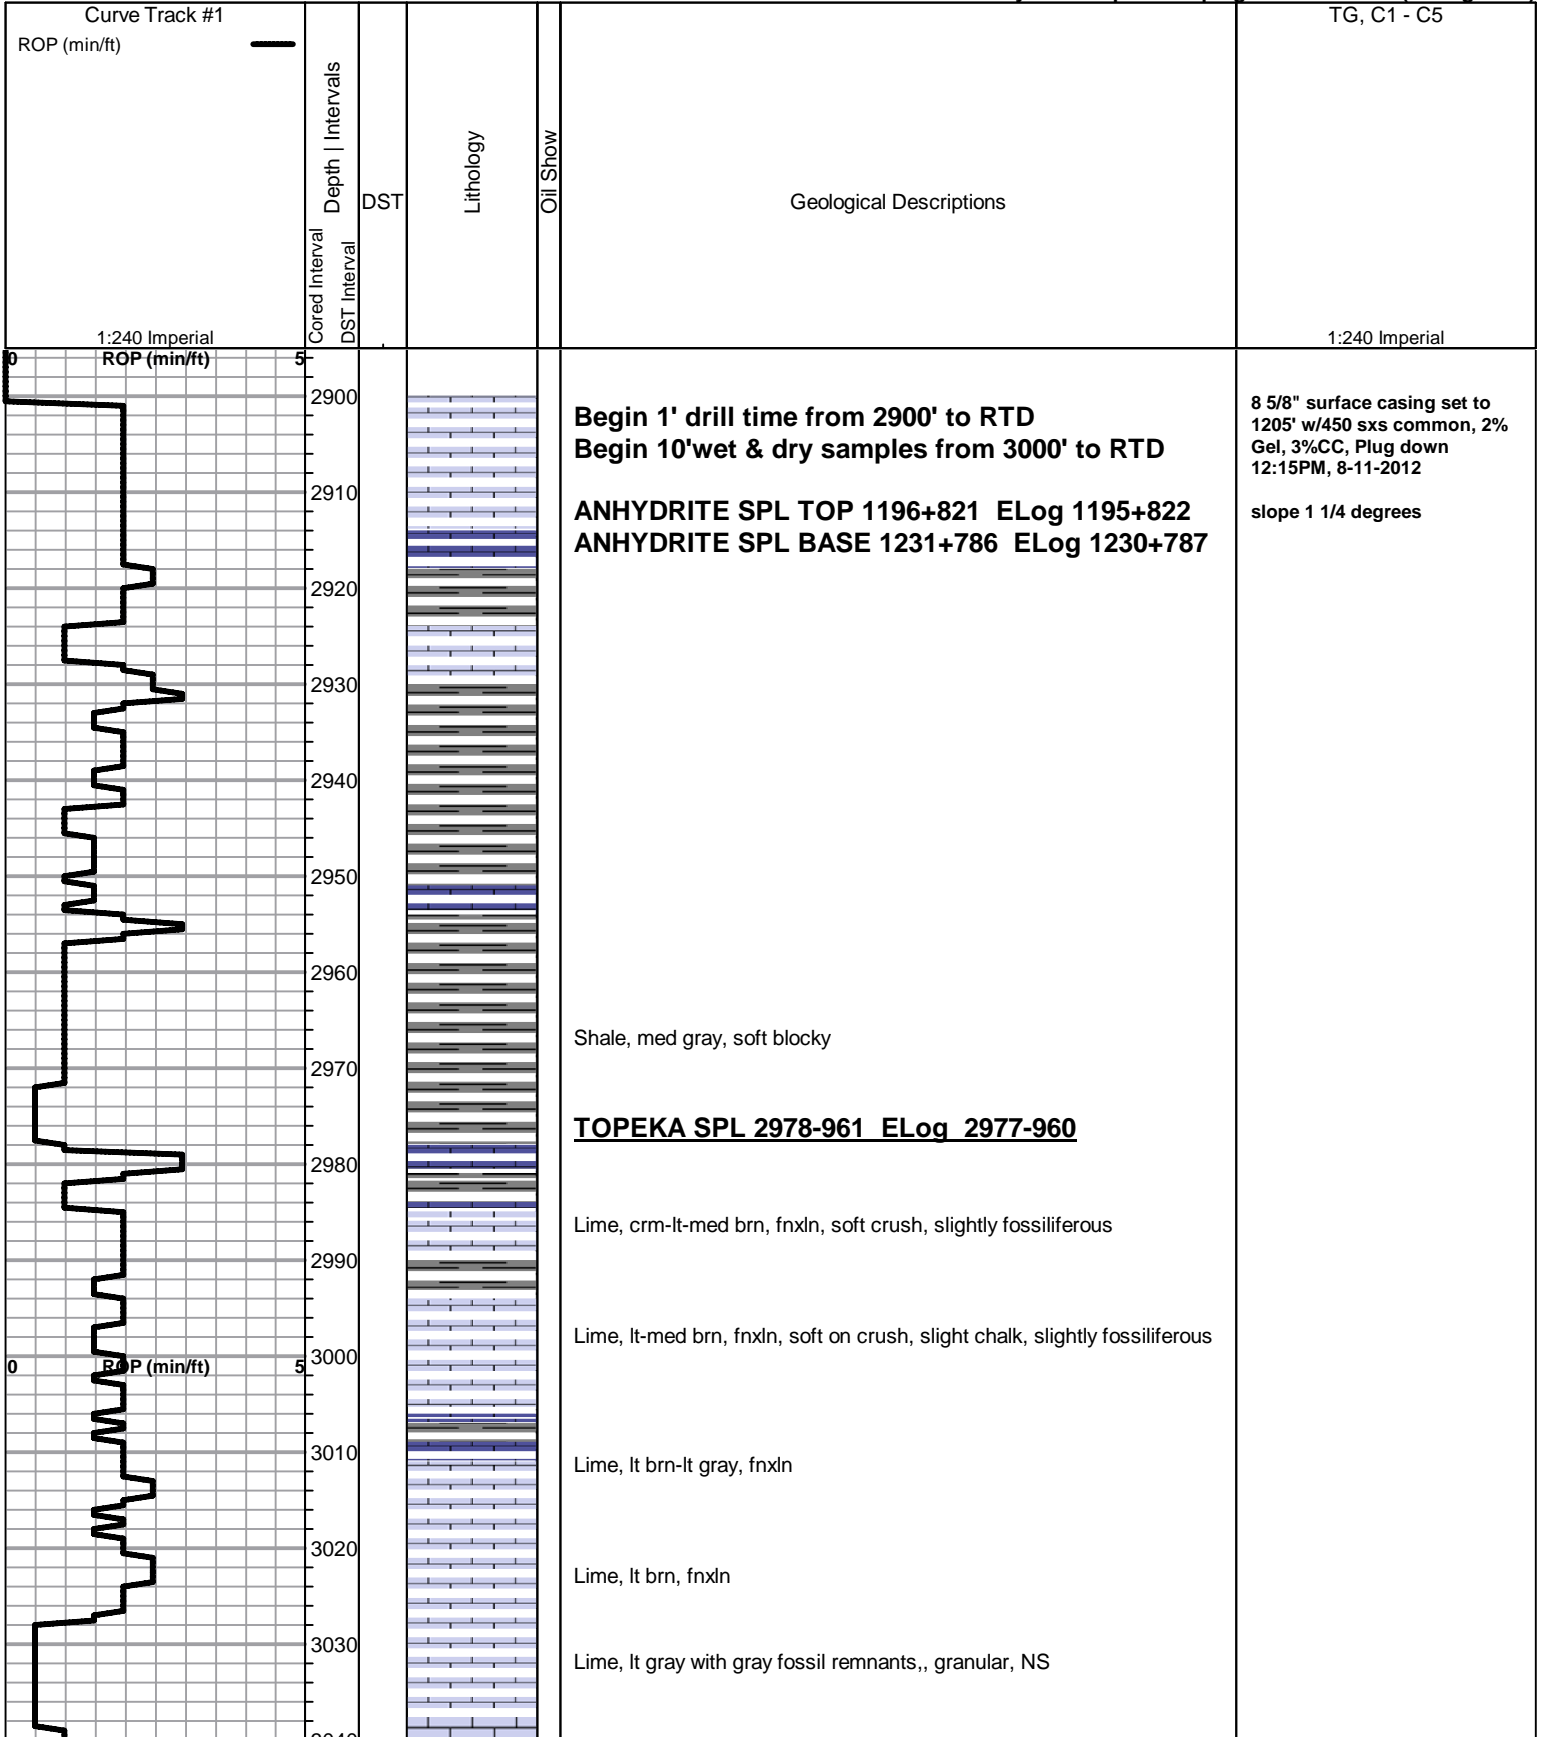 Curve Track #1
ROP (min/ft)
1:240 Imperial
Depth | Intervals
Cored Interval
DST Interval
DST
Lithology
Oil Show
Geological Descriptions
TG, C1 - C5
1:240 Imperial
0 ROP (min/ft) 5
2900
Begin 1' drill time from 2900' to RTD
Begin 10'wet & dry samples from 3000' to RTD
8 5/8" surface casing set to
1205' w/450 sxs common, 2%
Gel, 3%CC, Plug down
12:15PM, 8-11-2012
2910
ANHYDRITE SPL TOP 1196+821 ELog 1195+822
ANHYDRITE SPL BASE 1231+786 ELog 1230+787
slope 1 1/4 degrees
2920
2930
2940
2950
2960
Shale, med gray, soft blocky
2970
TOPEKA SPL 2978-961 ELog 2977-960
2980
Lime, crm-lt-med brn, fnxln, soft crush, slightly fossiliferous
2990
Lime, lt-med brn, fnxln, soft on crush, slight chalk, slightly fossiliferous
3000
0 ROP (min/ft) 5
3010
Lime, lt brn-lt gray, fnxln
3020
Lime, lt brn, fnxln
3030
Lime, lt gray with gray fossil remnants,, granular, NS